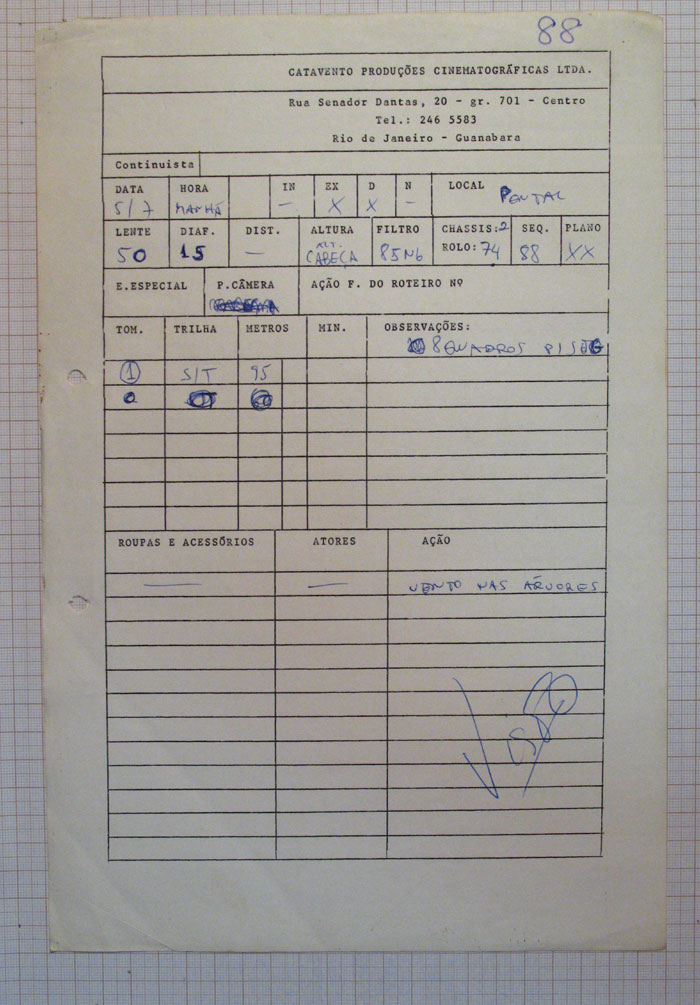 88
CATAVENTO PRODUÇÕES CINEMATOGRÁFICAS LTDA.
Rua Senador Dantas, 20 - gr. 701 - Centro
Tel.: 246 5583
Rio de Janeiro - Guanabara
Continuista
DATA HORA IN EX D N LOCAL PONTAL
5/7 MANHÃ - X X -
LENTE DIAF. DIST. ALTURA FILTRO CHASSIS:2 SEQ. PLANO
50 15 - ALT. CABEÇA 85N6 ROLO: 74 88 XX
E.ESPECIAL P.CÂMERA AÇÃO F. DO ROTEIRO Nº
TOM. TRILHA METROS MIN. OBSERVAÇÕES:
8 QUADROS P/SEG
1 S/T 95
ROUPAS E ACESSÓRIOS ATORES AÇÃO
— — VENTO NAS ÁRVORES